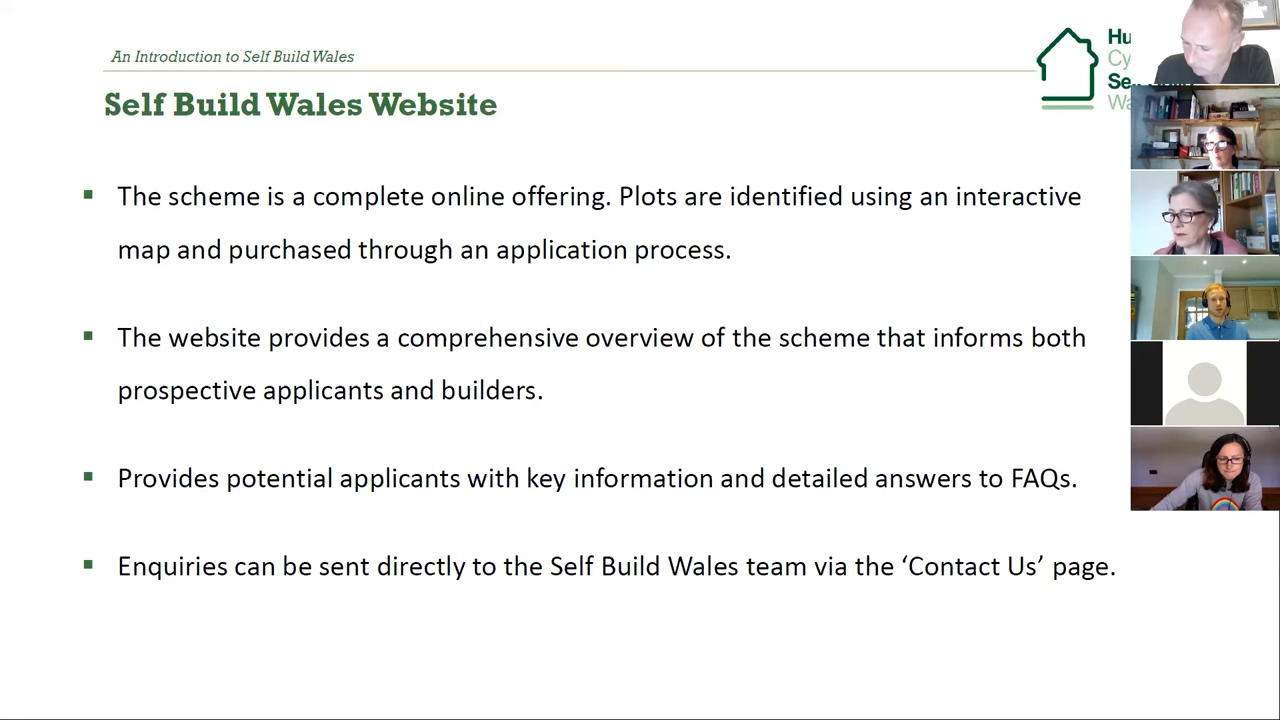 An Introduction to Self Build Wales
Self Build Wales Website
The scheme is a complete online offering. Plots are identified using an interactive
map and purchased through an application process.
The website provides a comprehensive overview of the scheme that informs both
prospective applicants and builders.
Provides potential applicants with key information and detailed answers to FAQs.
Enquiries can be sent directly to the Self Build Wales team via the ‘Contact Us’ page.